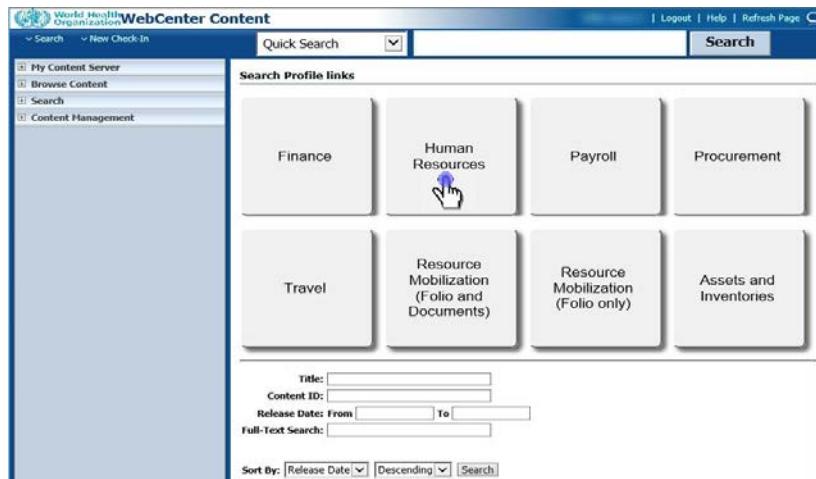 World Health
Organization
WebCenter Content
| Logout | Help | Refresh Page
Search New Check-In
Quick Search
Search
My Content Server
Browse Content
Search
Content Management
Search Profile links
Finance
Human
Resources
Payroll
Procurement
Travel
Resource
Mobilization
(Folio and
Documents)
Resource
Mobilization
(Folio only)
Assets and
Inventories
Title:
Content ID:
Release Date: From To
Full-Text Search:
Sort By: Release Date Descending Search